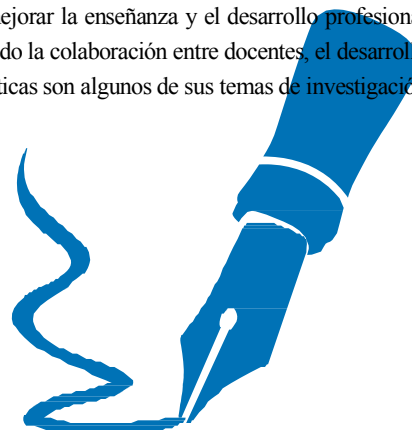 ejorar la enseñanza y el desarrollo profesiona
do la colaboración entre docentes, el desarroll
ticas son algunos de sus temas de investigació